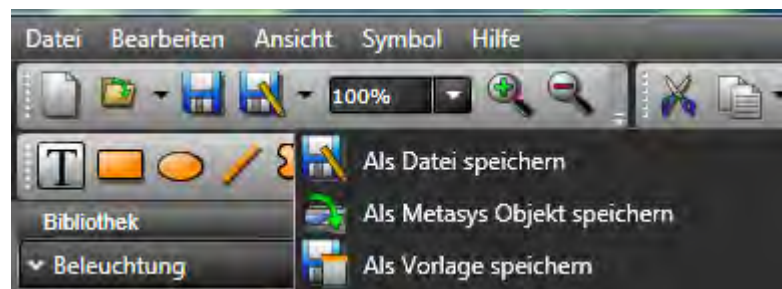 Datei Bearbeiten Ansicht Symbol Hilfe
100%
T
Als Datei speichern
Als Metasys Objekt speichern
Bibliothek
Als Vorlage speichern
Beleuchtung